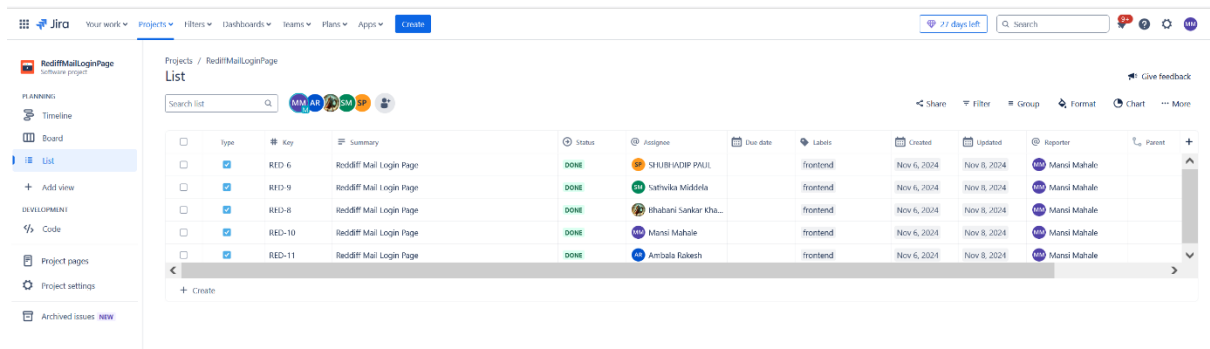 Jira Your work Projects Filters Dashboards Teams Plans Apps Create 27 days left Search 9+ MM
RediffMailLoginPage
Software project
PLANNING
Timeline
Board
List
Add view
DEVELOPMENT
Code
Project pages
Project settings
Archived issues NEW
Projects / RediffMailLoginPage
List
Give feedback
Search list MM M AR SM SP Share Filter Group Format Chart More
Type Key Summary Status Assignee Due date Labels Created Updated Reporter Parent
RED-6 Reddiff Mail Login Page DONE SP SHUBHADIP PAUL frontend Nov 6, 2024 Nov 8, 2024 MM Mansi Mahale
RED-9 Reddiff Mail Login Page DONE SM Sathvika Middela frontend Nov 6, 2024 Nov 8, 2024 MM Mansi Mahale
RED-8 Reddiff Mail Login Page DONE Bhabani Sankar Kha... frontend Nov 6, 2024 Nov 8, 2024 MM Mansi Mahale
RED-10 Reddiff Mail Login Page DONE MM Mansi Mahale frontend Nov 6, 2024 Nov 8, 2024 MM Mansi Mahale
RED-11 Reddiff Mail Login Page DONE AR Ambala Rakesh frontend Nov 6, 2024 Nov 8, 2024 MM Mansi Mahale
+ Create